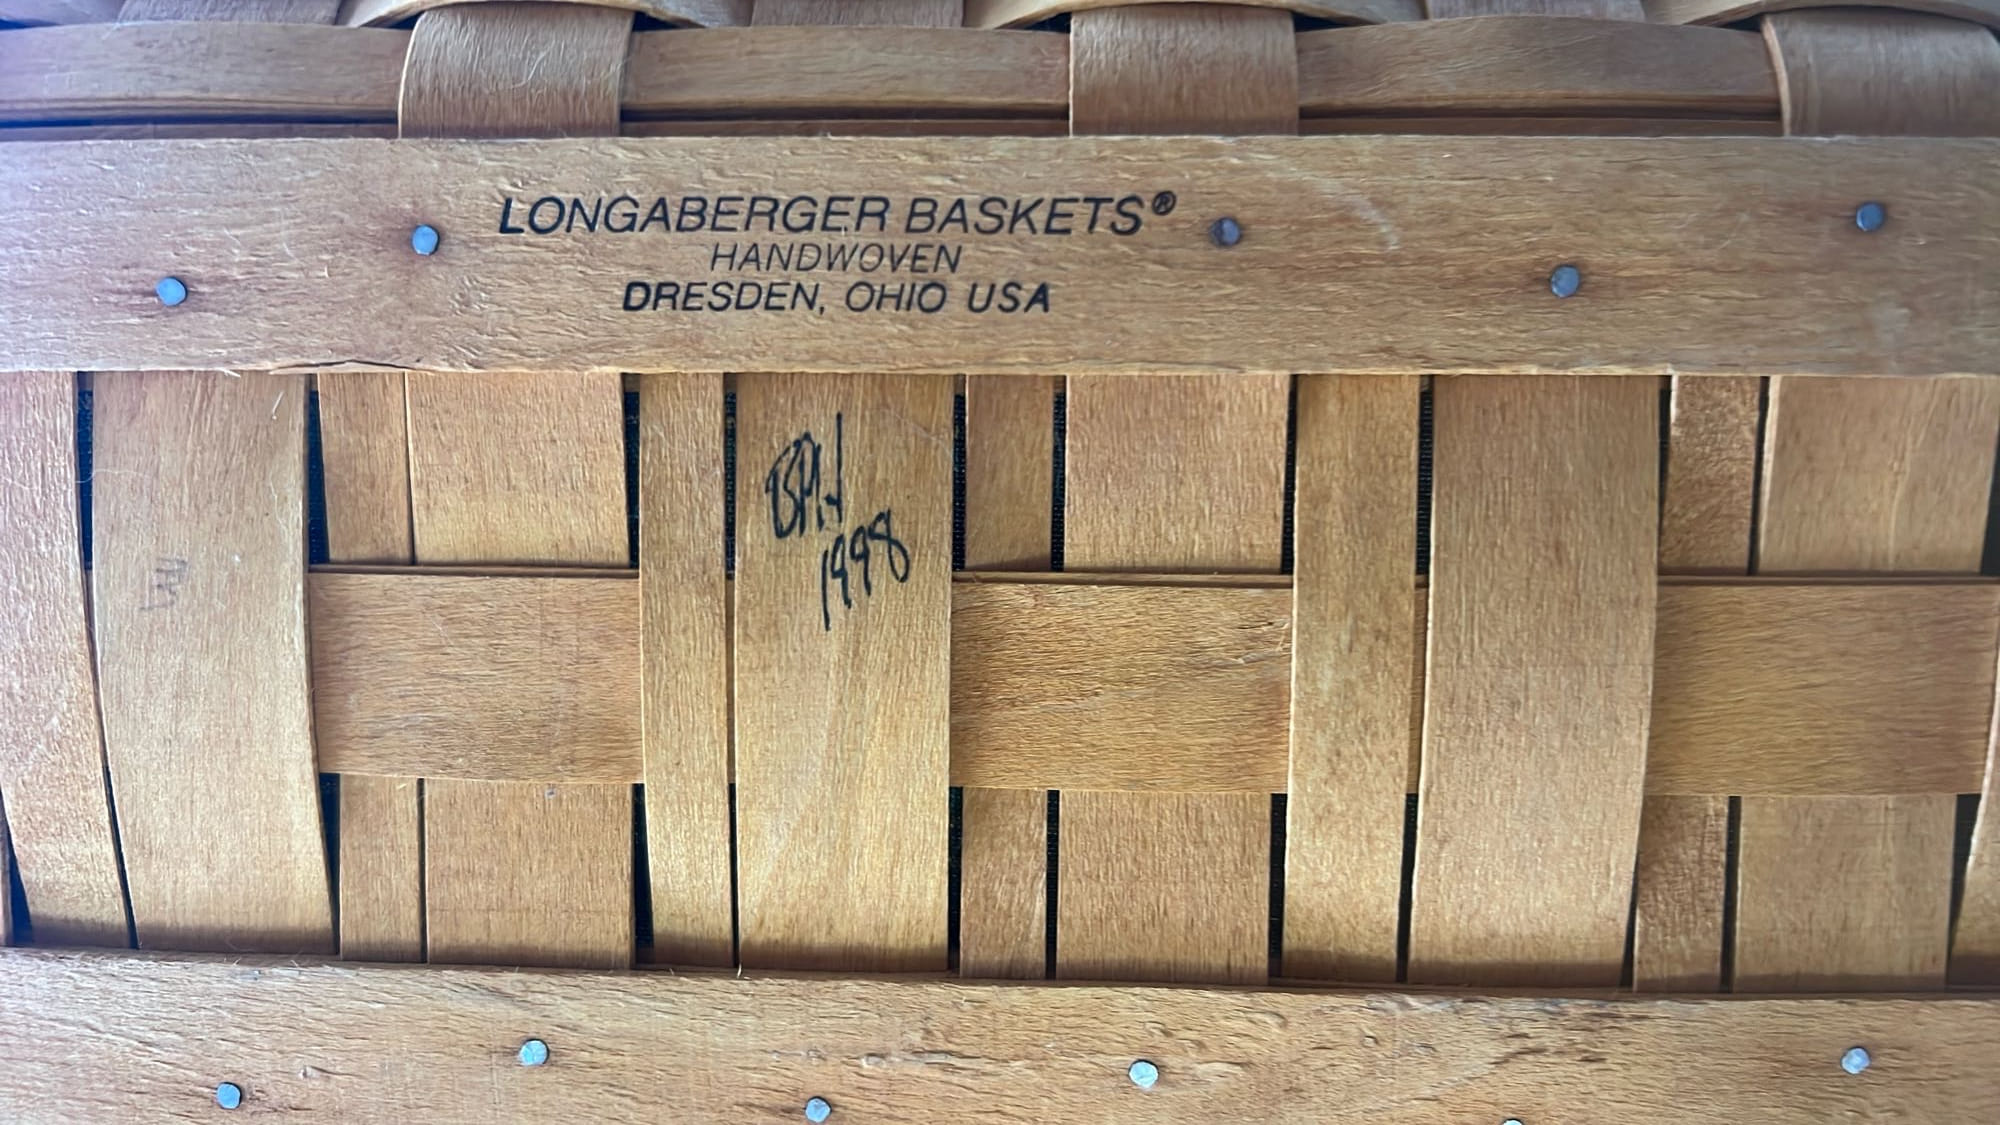 LONGABERGER BASKETS®
HANDWOVEN
DRESDEN, OHIO USA
1998